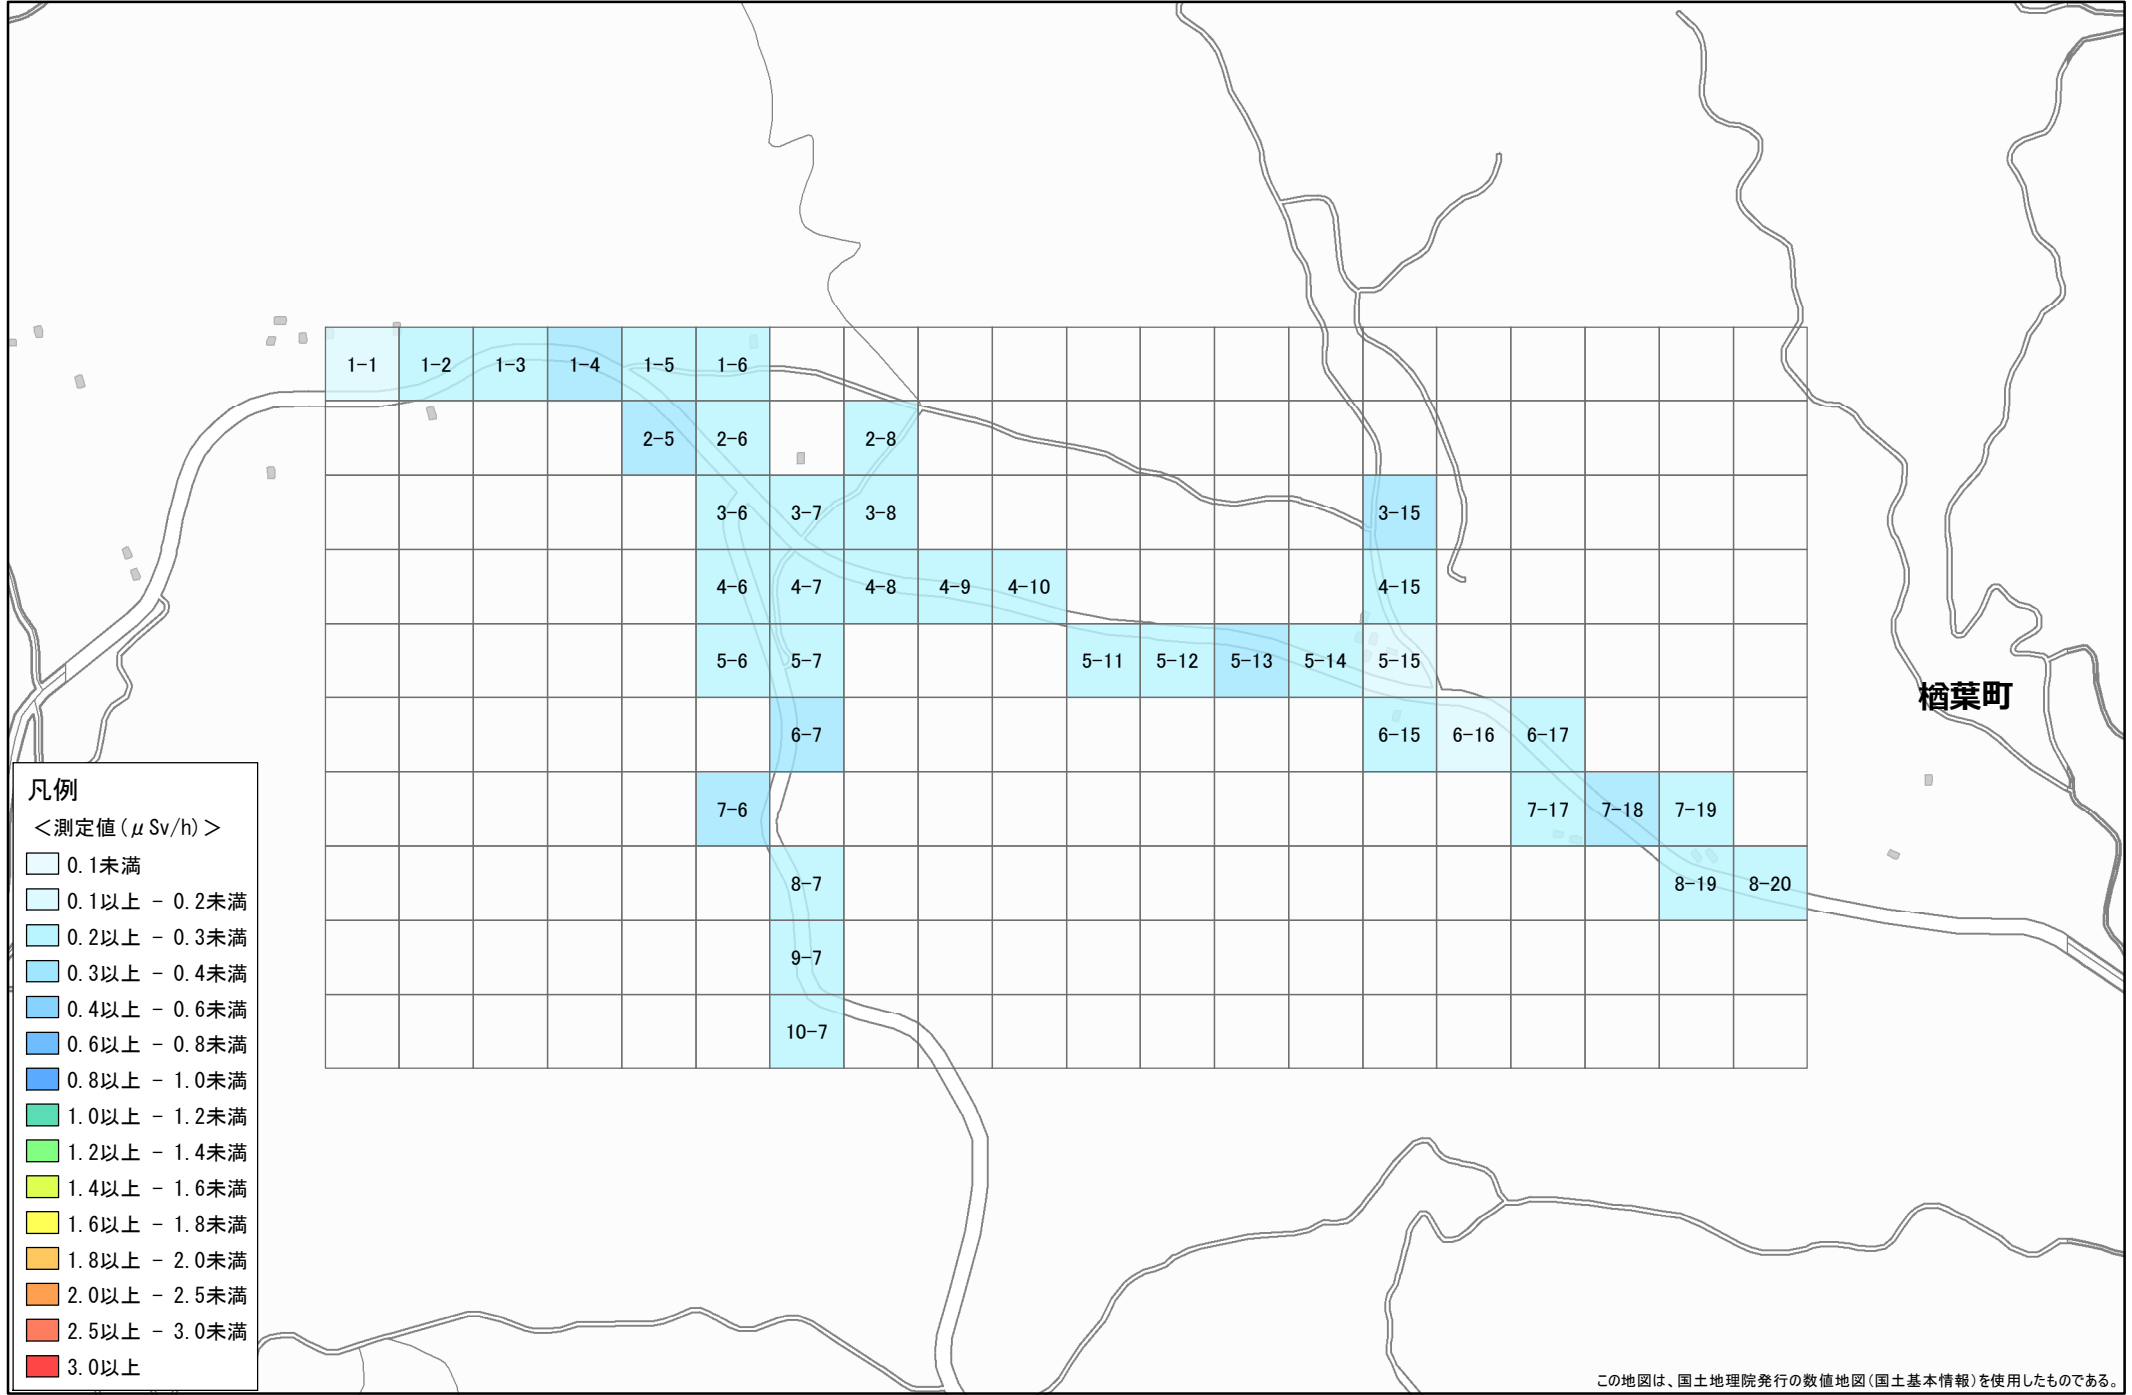 1-1 1-2 1-3 1-4 1-5 1-6
2-5 2-6 2-8
3-6 3-7 3-8 3-15
4-6 4-7 4-8 4-9 4-10 4-15
5-6 5-7 5-11 5-12 5-13 5-14 5-15
6-7 6-15 6-16 6-17
楢葉町
7-6 7-17 7-18 7-19
8-7 8-19 8-20
9-7
10-7
凡例
＜測定値(μSv/h)＞
0.1未満
0.1以上 - 0.2未満
0.2以上 - 0.3未満
0.3以上 - 0.4未満
0.4以上 - 0.6未満
0.6以上 - 0.8未満
0.8以上 - 1.0未満
1.0以上 - 1.2未満
1.2以上 - 1.4未満
1.4以上 - 1.6未満
1.6以上 - 1.8未満
1.8以上 - 2.0未満
2.0以上 - 2.5未満
2.5以上 - 3.0未満
3.0以上
この地図は、国土地理院発行の数値地図(国土基本情報)を使用したものである。